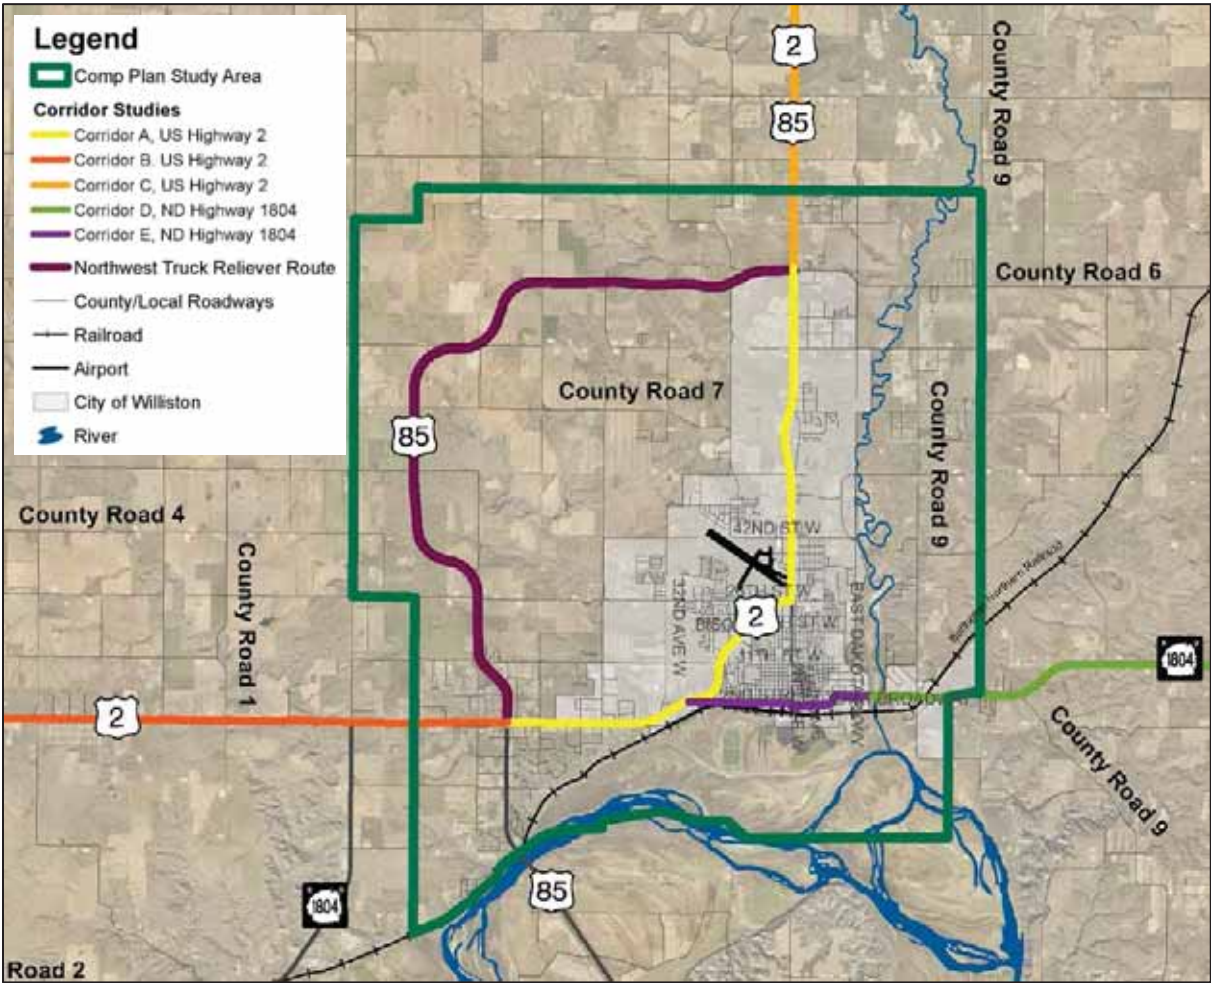 Legend
Comp Plan Study Area
Corridor Studies
Corridor A, US Highway 2
Corridor B. US Highway 2
Corridor C, US Highway 2
Corridor D, ND Highway 1804
Corridor E, ND Highway 1804
Northwest Truck Reliever Route
County/Local Roadways
Railroad
Airport
City of Williston
River
2
85
County Road 9
County Road 6
County Road 7
85
County Road 9
County Road 4
42ND ST W
County Road 1
32ND AVE W
2
1804
2
County Road 9
1804
85
Road 2